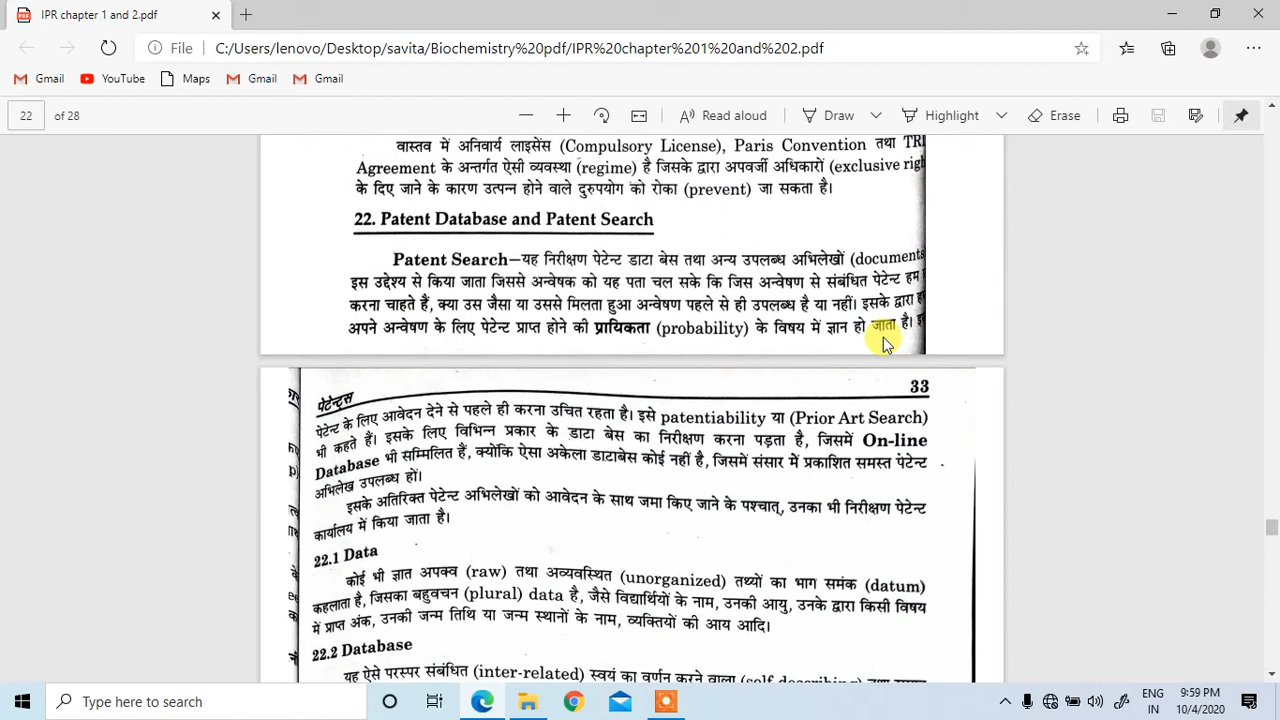 IPR chapter 1 and 2.pdf
File C:/Users/lenovo/Desktop/savita/Biochemistry%20pdf/IPR%20chapter%201%20and%202.pdf
Gmail YouTube Maps Gmail Gmail
22 of 28 Read aloud Draw Highlight Erase
वास्तव में अनिवार्य लाइसेंस (Compulsory License), Paris Convention तथा
Agreement के अन्तर्गत ऐसी व्यवस्था (regime) है जिसके द्वारा अपवर्जी अधिकारों (exclusive
के दिए जाने के कारण उत्पन्न होने वाले दुरुपयोग को रोका (prevent) जा सकता है।
22. Patent Database and Patent Search
Patent Search–यह निरीक्षण पेटेन्ट डाटा बेस तथा अन्य उपलब्ध अभिलेखों (documents
इस उद्देश्य से किया जाता जिससे अन्वेषक को यह पता चल सके कि जिस अन्वेषण से संबंधित पेटेन्ट हम
करना चाहते हैं, क्या उस जैसा या उससे मिलता हुआ अन्वेषण पहले से ही उपलब्ध है या नहीं। इसके द्वारा
अपने अन्वेषण के लिए पेटेन्ट प्राप्त होने की प्रायिकता (probability) के विषय में ज्ञान हो जाता है।
पेटेन्ट्स 33
पेटेन्ट के लिए आवेदन देने से पहले ही करना उचित रहता है। इसे patentiability या (Prior Art Search)
भी कहते हैं। इसके लिए विभिन्न प्रकार के डाटा बेस का निरीक्षण करना पड़ता है, जिसमें On-line
Database भी सम्मिलित हैं, क्योंकि ऐसा अकेला डाटाबेस कोई नहीं है, जिसमें संसार में प्रकाशित समस्त पेटेन्ट
अभिलेख उपलब्ध हों।
इसके अतिरिक्त पेटेन्ट अभिलेखों को आवेदन के साथ जमा किए जाने के पश्चात्, उनका भी निरीक्षण पेटेन्ट
कार्यालय में किया जाता है।
22.1 Data
कोई भी ज्ञात अपक्व (raw) तथा अव्यवस्थित (unorganized) तथ्यों का भाग समंक (datum)
कहलाता है, जिसका बहुवचन (plural) data है, जैसे विद्यार्थियों के नाम, उनकी आयु, उनके द्वारा किसी विषय
में प्राप्त अंक, उनकी जन्म तिथि या जन्म स्थानों के नाम, व्यक्तियों की आय आदि।
22.2 Database
यह ऐसे परस्पर संबंधित (inter-related) स्वयं का वर्णन करने वाला (self describing)
Type here to search
ENG 9:59 PM
IN 10/4/2020